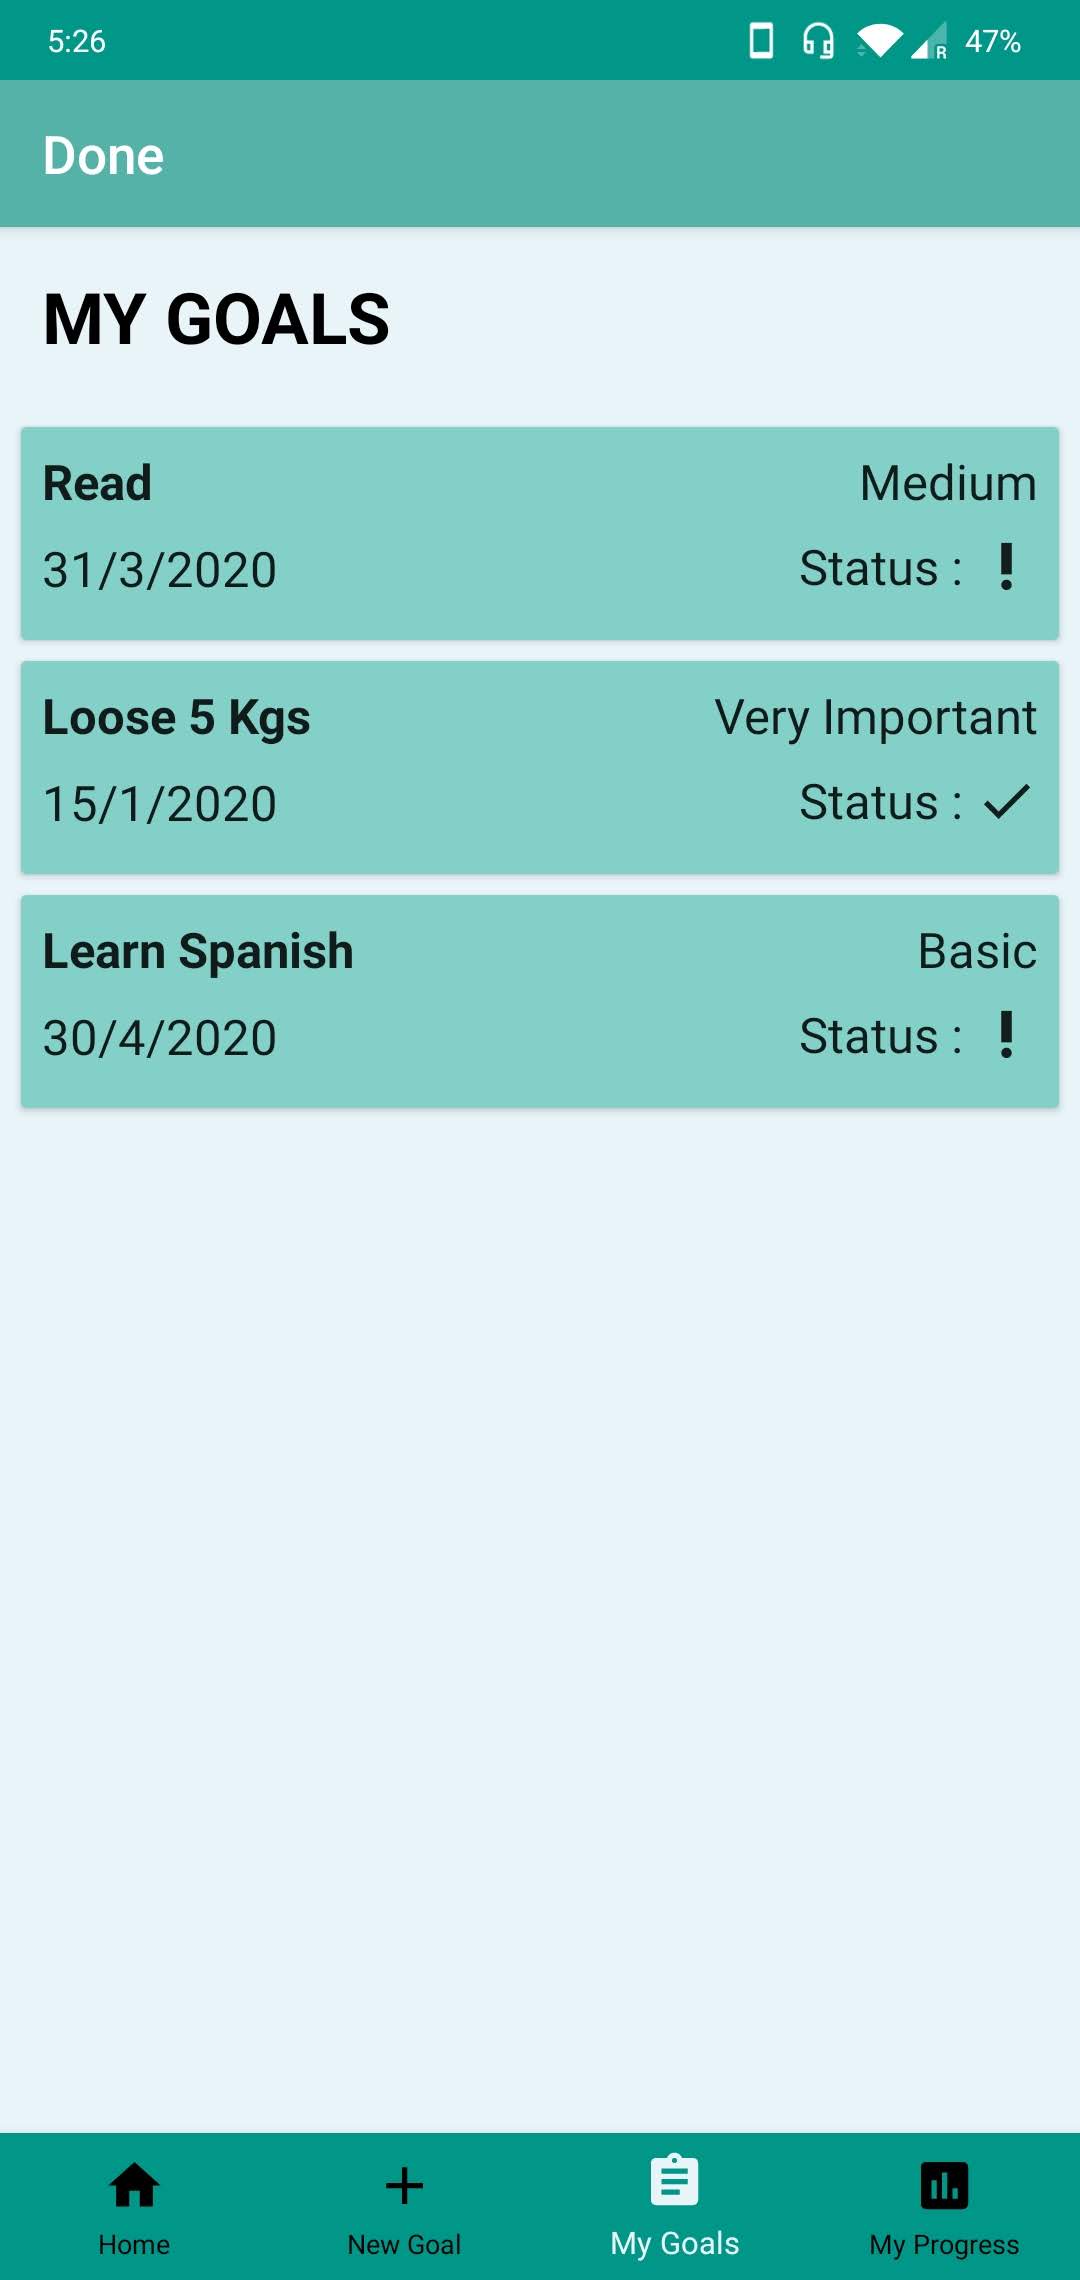 5:26 R 47%
Done
MY GOALS
Read Medium
31/3/2020 Status : !
Loose 5 Kgs Very Important
15/1/2020 Status : ✓
Learn Spanish Basic
30/4/2020 Status : !
Home New Goal My Goals My Progress